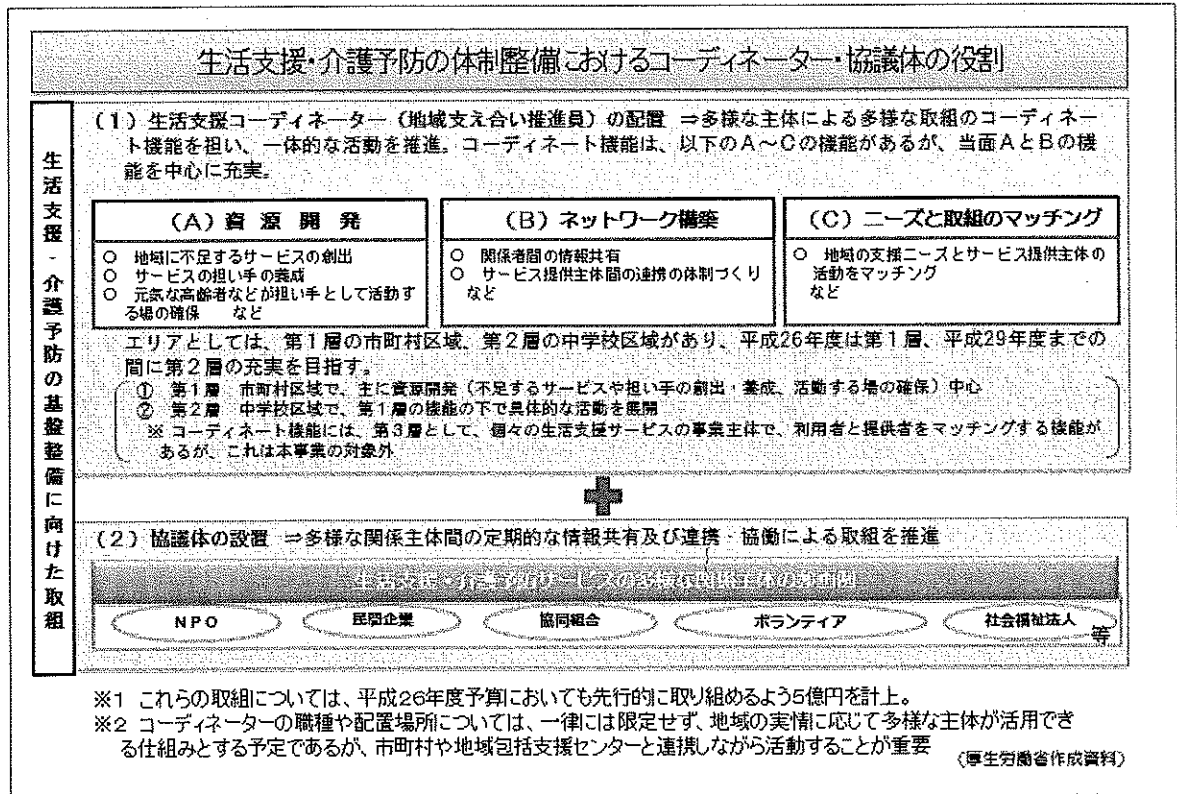 生活支援・介護予防の体制整備におけるコーディネーター・協議体の役割
生活支援・介護予防の基盤整備に向けた取組
(1)生活支援コーディネーター(地域支え合い推進員)の配置 ⇒多様な主体による多様な取組のコーディネー
ト機能を担い、一体的な活動を推進。コーディネート機能は、以下のA~Cの機能があるが、当面AとBの機
能を中心に充実。
(A)資源開発
○ 地域に不足するサービスの創出
○ サービスの担い手の養成
○ 元気な高齢者などが担い手として活動す
る場の確保 など
(B)ネットワーク構築
○ 関係者間の情報共有
○ サービス提供主体間の連携の体制づくり
など
(C)ニーズと取組のマッチング
○ 地域の支援ニーズとサービス提供主体の
活動をマッチング
など
エリアとしては、第1層の市町村区域、第2層の中学校区域があり、平成26年度は第1層、平成29年度までの
間に第2層の充実を目指す。
① 第1層 市町村区域で、主に資源開発(不足するサービスや担い手の創出・養成、活動する場の確保)中心
② 第2層 中学校区域で、第1層の機能の下で具体的な活動を展開
※ コーディネート機能には、第3層として、個々の生活支援サービスの事業主体で、利用者と提供者をマッチングする機能が
あるが、これは本事業の対象外
(2)協議体の設置 ⇒多様な関係主体間の定期的な情報共有及び連携・協働による取組を推進
生活支援・介護予防サービスの多様な関係主体の参画例
NPO
民間企業
協同組合
ボランティア
社会福祉法人
等
※1 これらの取組については、平成26年度予算においても先行的に取り組めるよう5億円を計上。
※2 コーディネーターの職種や配置場所については、一律には限定せず、地域の実情に応じて多様な主体が活用でき
る仕組みとする予定であるが、市町村や地域包括支援センターと連携しながら活動することが重要
(厚生労働省作成資料)